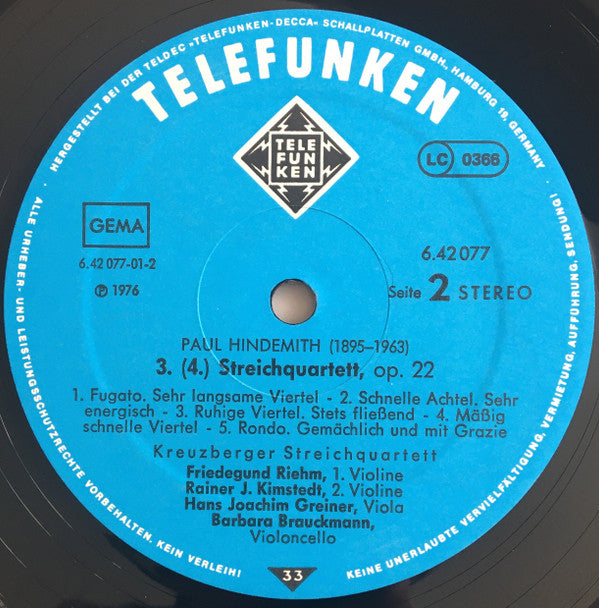 HERGESTELLT BEI DER TELDEC »TELEFUNKEN-DECCA« SCHALLPLATTEN GMBH., HAMBURG 19, GERMANY ·
TELEFUNKEN
TELE
FUN
KEN
LC 0366
GEMA
6.42 077-01-2
Ⓟ 1976
6.42 077
Seite 2 STEREO
PAUL HINDEMITH (1895–1963)
3. (4.) Streichquartett, op. 22
1. Fugato. Sehr langsame Viertel - 2. Schnelle Achtel. Sehr
energisch - 3. Ruhige Viertel. Stets fließend - 4. Mäßig
schnelle Viertel - 5. Rondo. Gemächlich und mit Grazie
Kreuzberger Streichquartett
Friedegund Riehm, 1. Violine
Rainer J. Kimstedt, 2. Violine
Hans Joachim Greiner, Viola
Barbara Brauckmann,
Violoncello
33
· ALLE URHEBER- UND LEISTUNGSSCHUTZRECHTE VORBEHALTEN. KEIN VERLEIH!
KEINE UNERLAUBTE VERVIELFÄLTIGUNG, VERMIETUNG, AUFFÜHRUNG, SENDUNG!